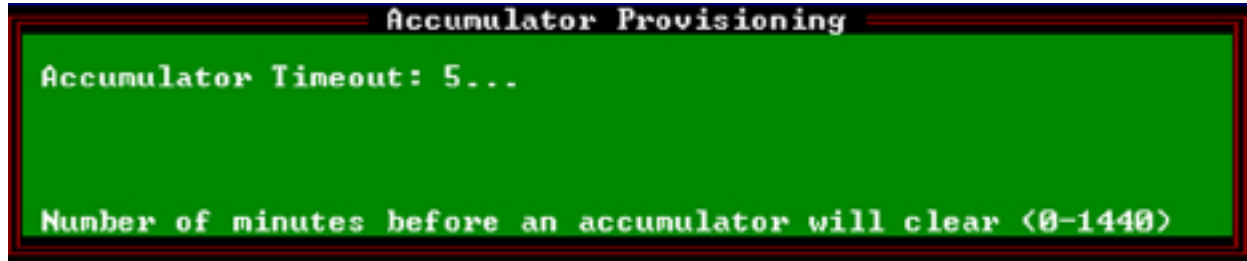 Accumulator Provisioning
Accumulator Timeout: 5...
Number of minutes before an accumulator will clear (0-1440)